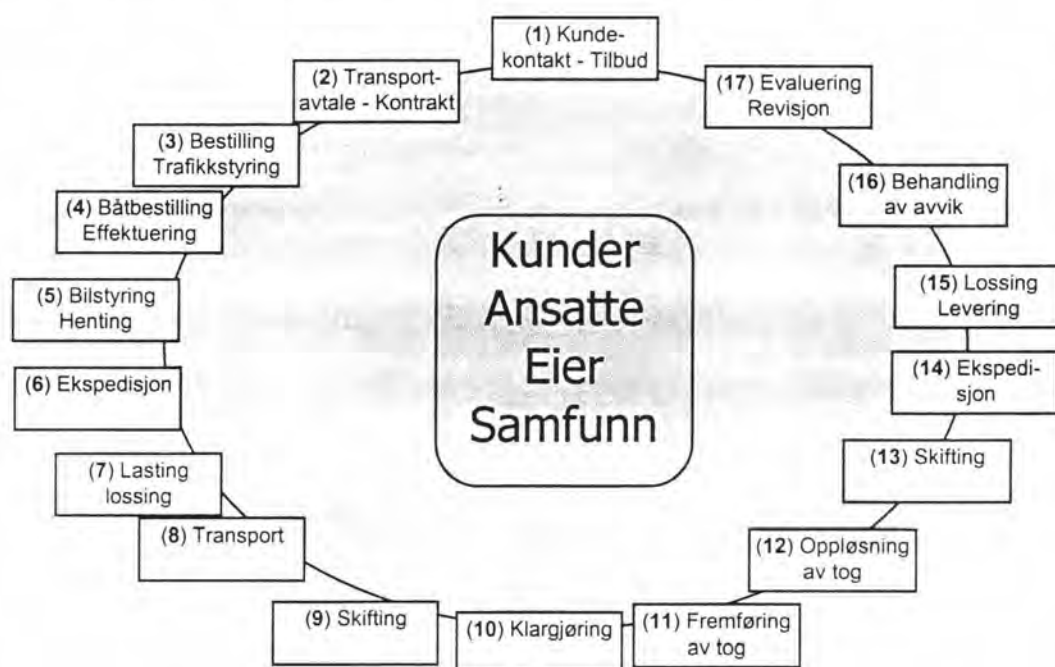 (1) Kunde-
kontakt - Tilbud
(2) Transport-
avtale - Kontrakt
(3) Bestilling
Trafikkstyring
(4) Båtbestilling
Effektuering
(5) Bilstyring
Henting
(6) Ekspedisjon
(7) Lasting
lossing
(8) Transport
(9) Skifting
(10) Klargjøring
(11) Fremføring
av tog
(12) Oppløsning
av tog
(13) Skifting
(14) Ekspedi-
sjon
(15) Lossing
Levering
(16) Behandling
av avvik
(17) Evaluering
Revisjon
Kunder
Ansatte
Eier
Samfunn